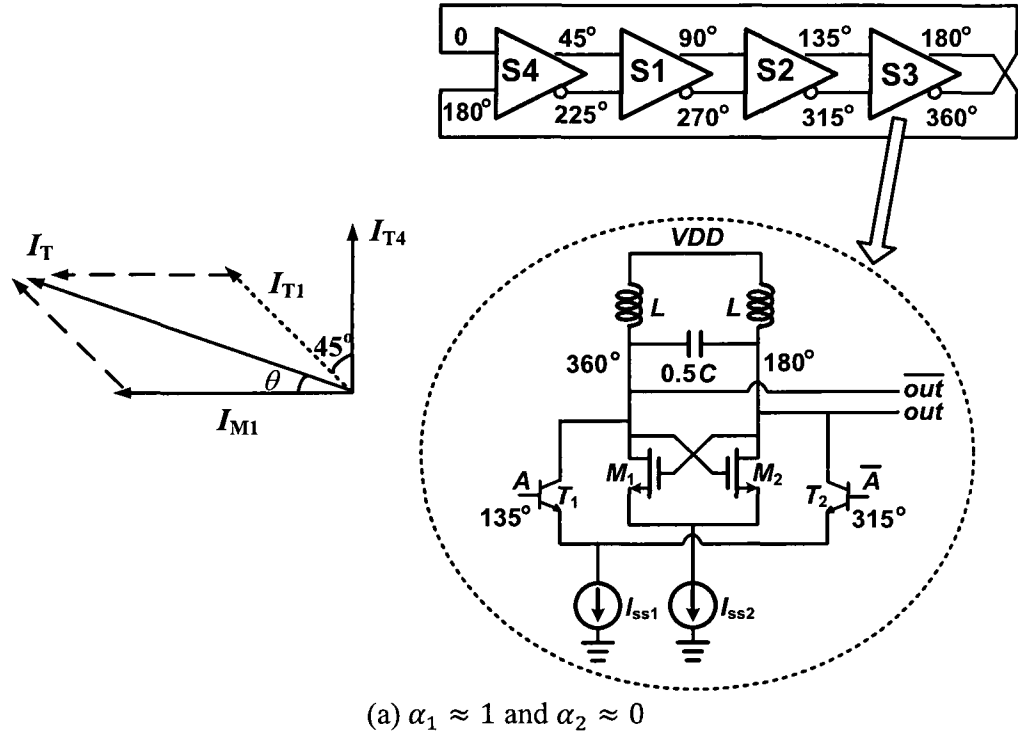 0 45° 90° 135° 180°
S4 S1 S2 S3
180° 225° 270° 315° 360°
I_T I_T4
I_T1
45°
θ
I_M1
VDD
L L
360° 0.5C 180°
\overline{out}
out
A T_1 M_1 M_2 T_2 \overline{A}
135° 315°
I_ss1 I_ss2
(a) α_1 ≈ 1 and α_2 ≈ 0